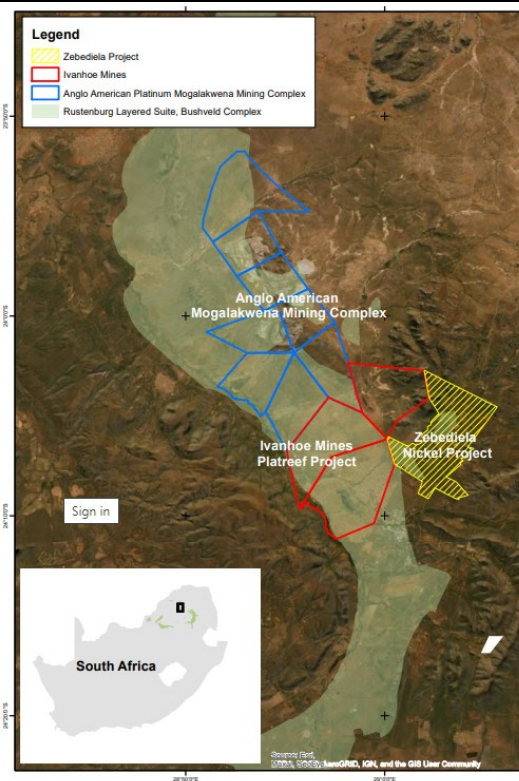 Legend
Zebediela Project
Ivanhoe Mines
Anglo American Platinum Mogalakwena Mining Complex
Rustenburg Layered Suite, Bushveld Complex
Anglo American
Mogalakwena Mining Complex
Ivanhoe Mines
Platreef Project
Zebediela
Nickel Project
Sign in
South Africa
Source: Esri,
AeroGRID, IGN, and the GIS User Community